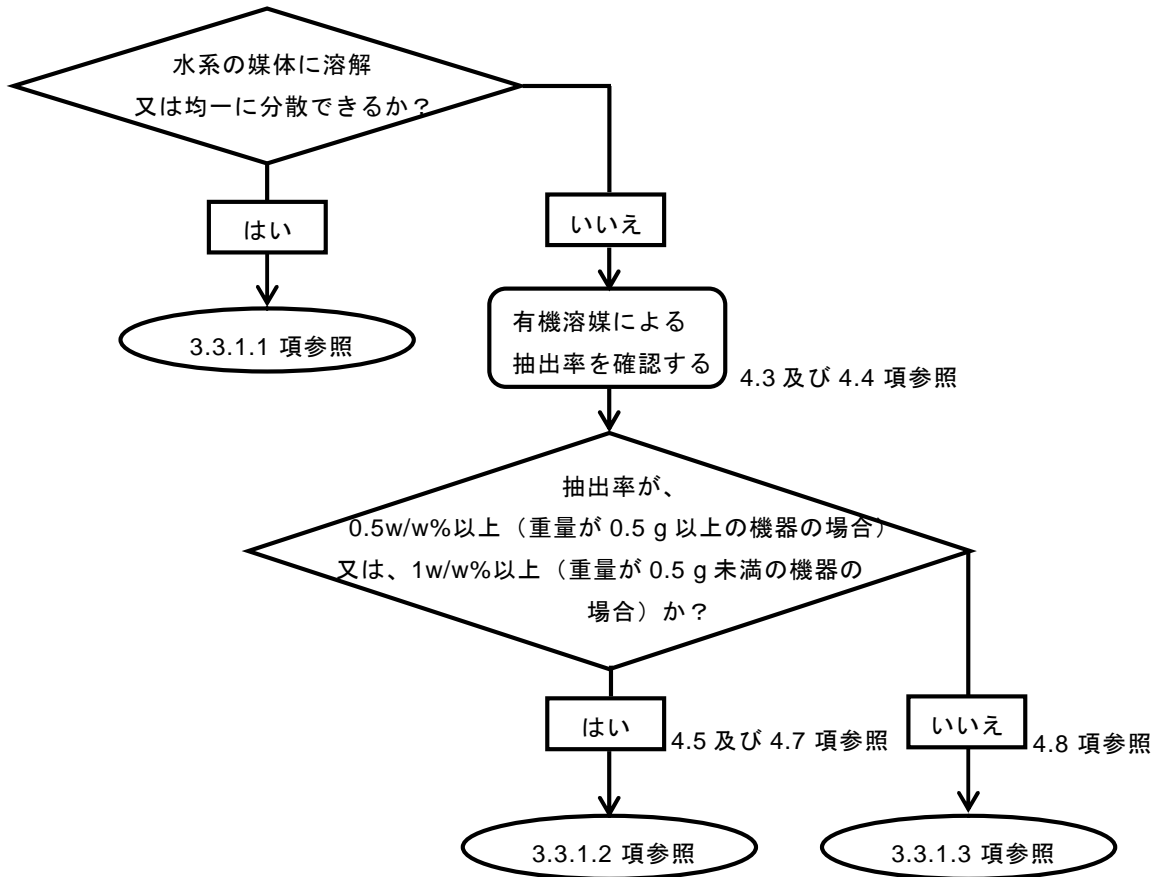 水系の媒体に溶解
又は均一に分散できるか？
はい
いいえ
3.3.1.1 項参照
有機溶媒による
抽出率を確認する
4.3 及び 4.4 項参照
抽出率が、
0.5w/w%以上（重量が 0.5 g 以上の機器の場合）
又は、1w/w%以上（重量が 0.5 g 未満の機器の
場合）か？
はい
4.5 及び 4.7 項参照
いいえ
4.8 項参照
3.3.1.2 項参照
3.3.1.3 項参照